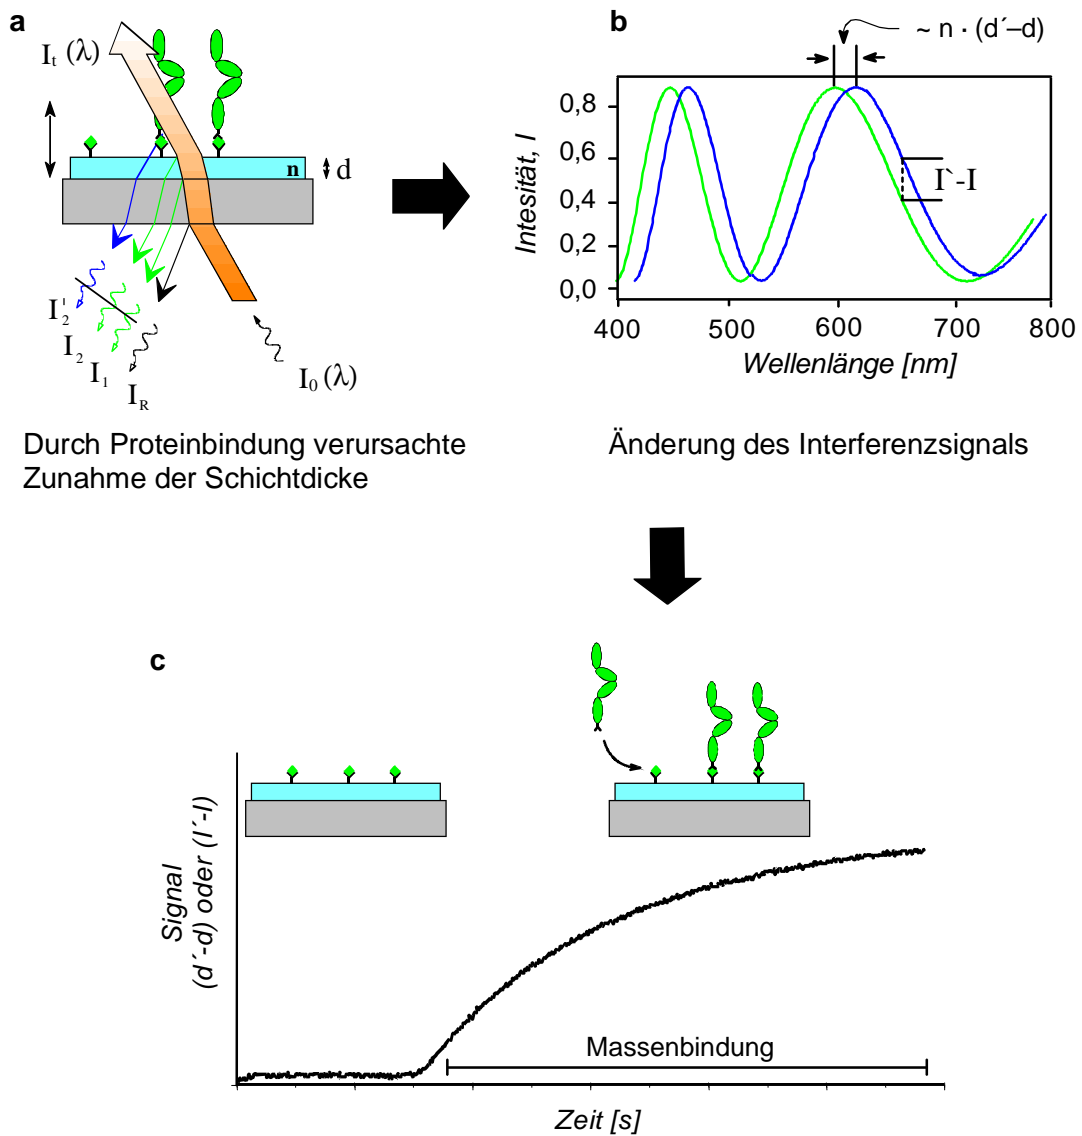 a
I_t (λ)
n
d
I'_2
I_2
I_1
I_R
I_0 (λ)
Durch Proteinbindung verursachte
Zunahme der Schichtdicke
b
~ n · (d´–d)
Intesität, I
0,8
0,6
0,4
0,2
0,0
I`-I
400 500 600 700 800
Wellenlänge [nm]
Änderung des Interferenzsignals
c
Signal
(d´-d) oder (I´-I)
Massenbindung
Zeit [s]